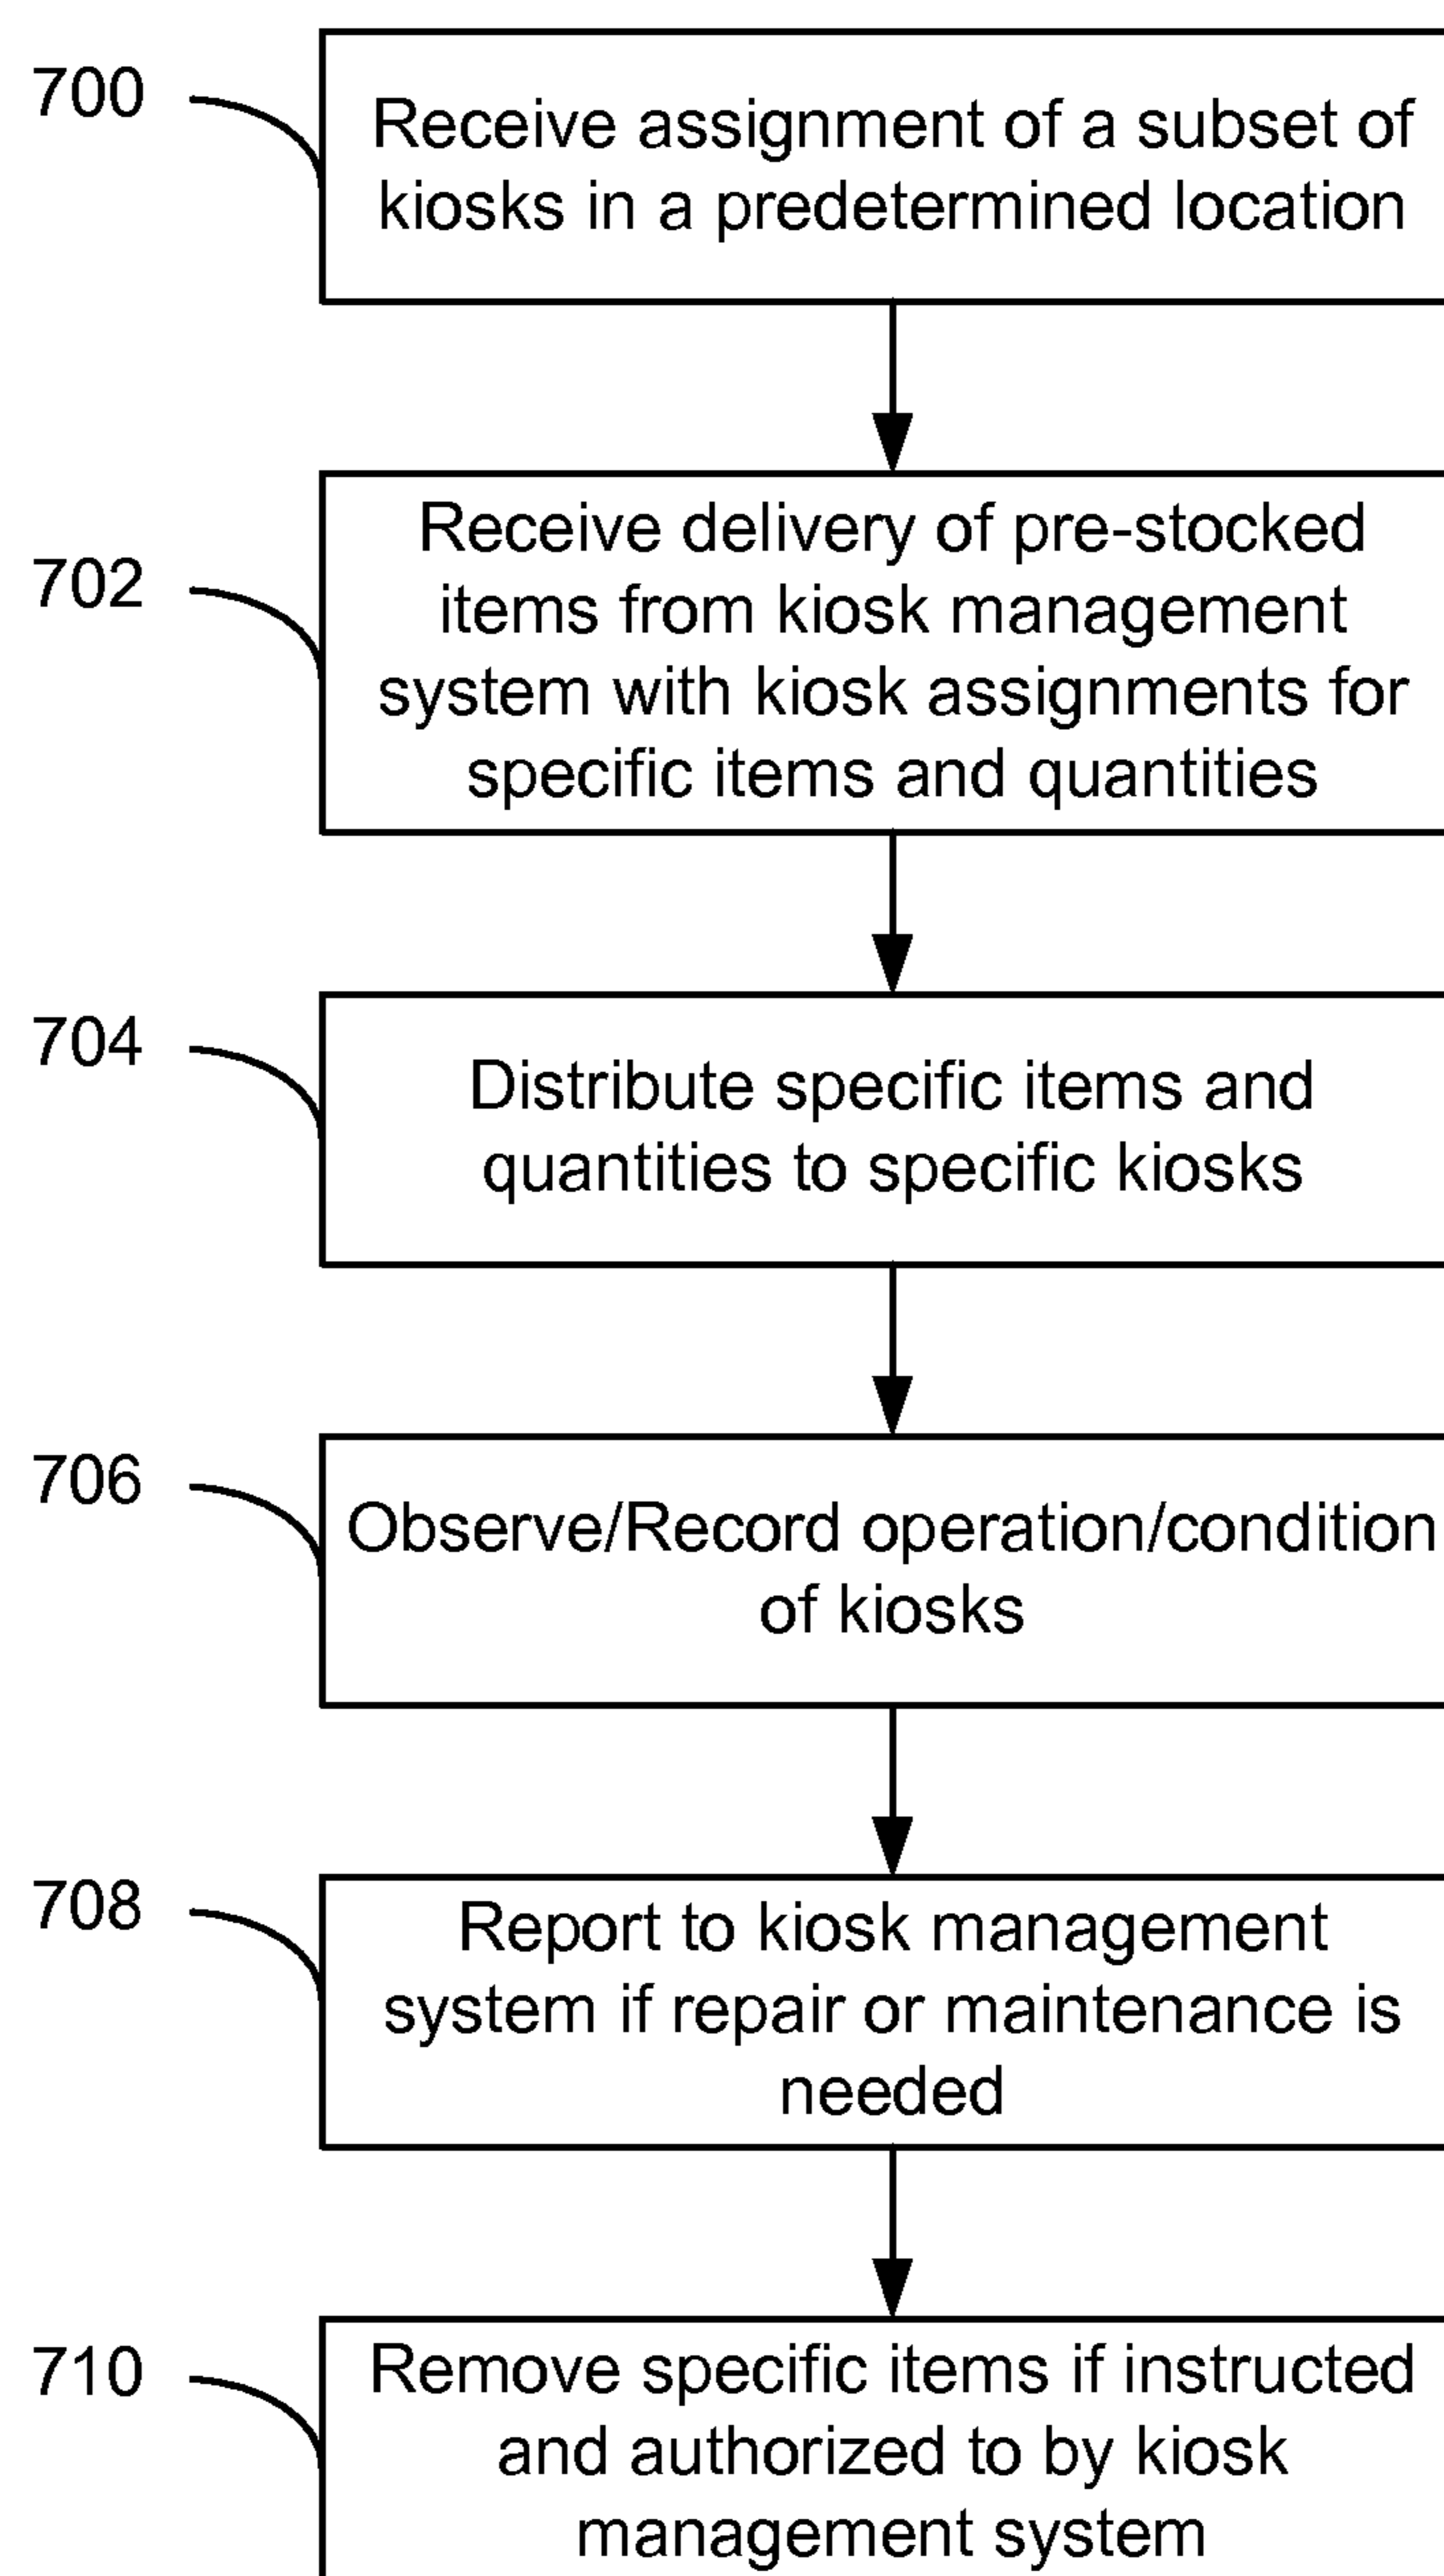 700
Receive assignment of a subset of
kiosks in a predetermined location
702
Receive delivery of pre-stocked
items from kiosk management
system with kiosk assignments for
specific items and quantities
704
Distribute specific items and
quantities to specific kiosks
706
Observe/Record operation/condition
of kiosks
708
Report to kiosk management
system if repair or maintenance is
needed
710
Remove specific items if instructed
and authorized to by kiosk
management system